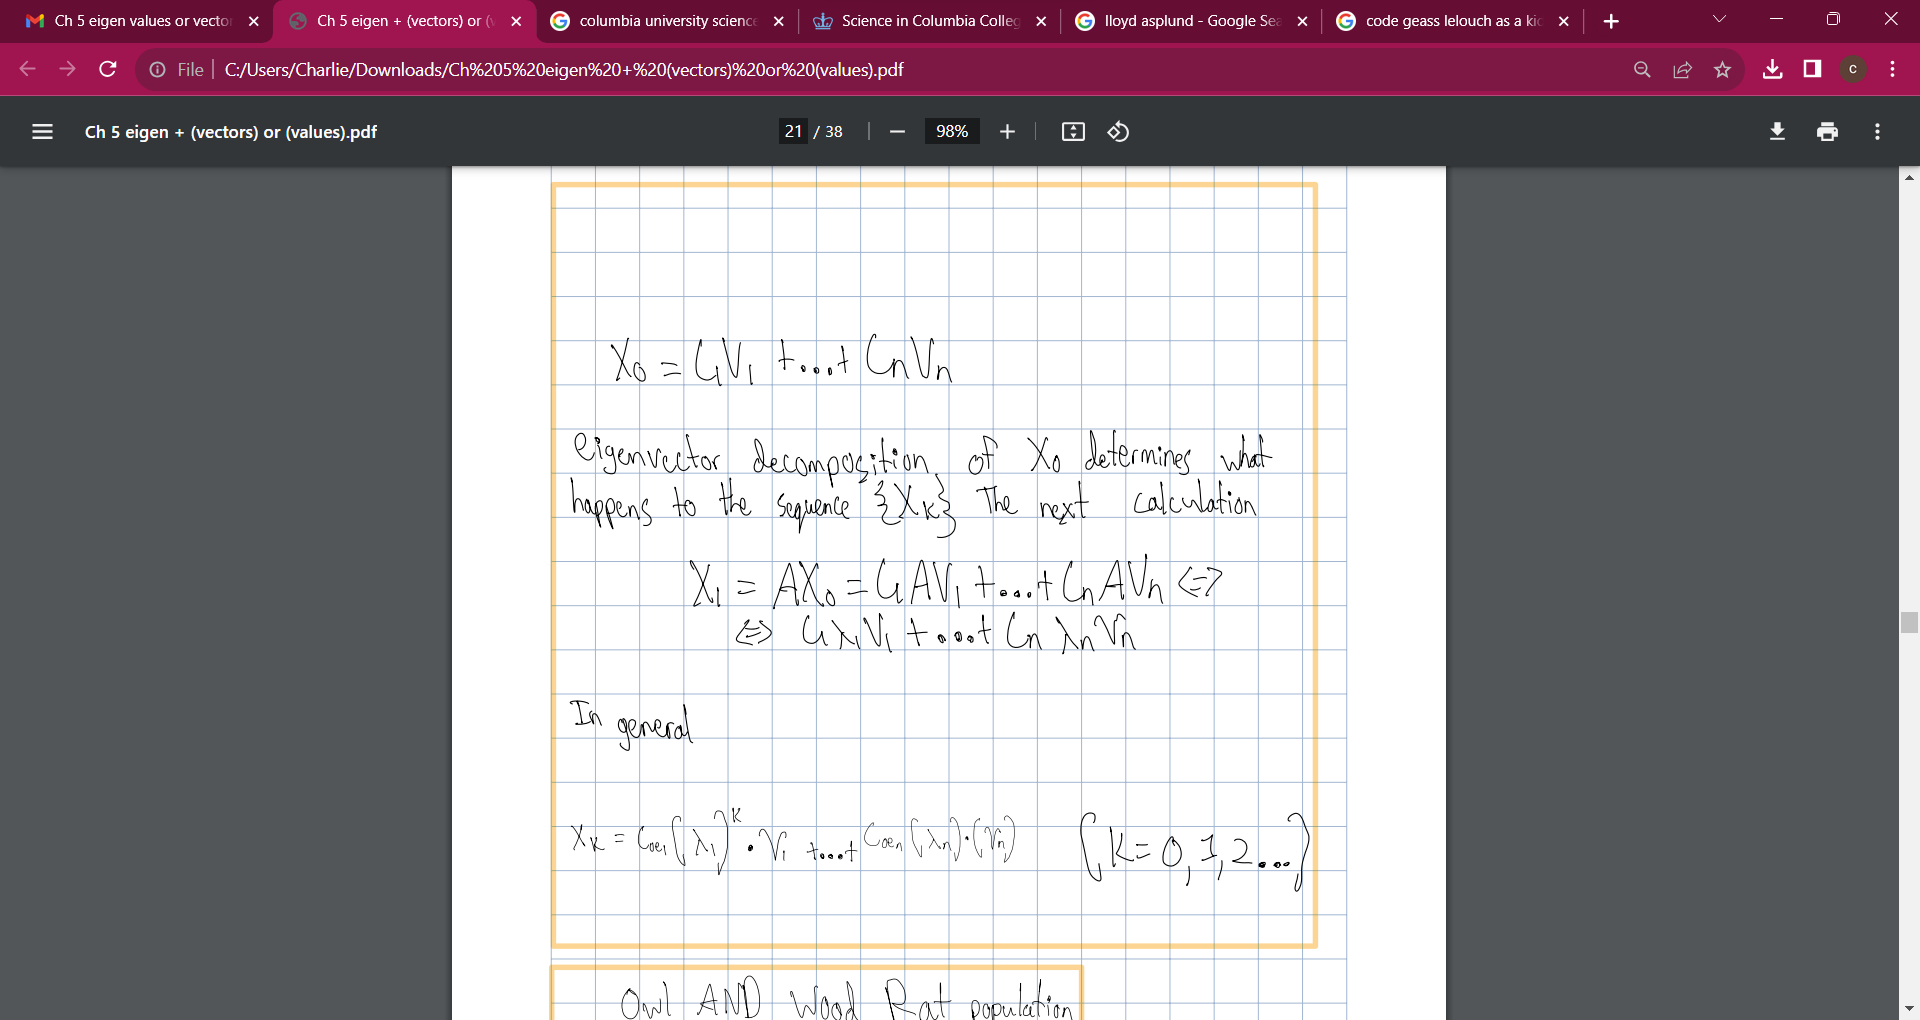 Ch 5 eigen values or vector
Ch 5 eigen + (vectors) or (v
columbia university science
Science in Columbia Colleg
lloyd asplund - Google Sea
code geass lelouch as a kid
File
C:/Users/Charlie/Downloads/Ch%205%20eigen%20+%20(vectors)%20or%20(values).pdf
C
Ch 5 eigen + (vectors) or (values).pdf
21 / 38
98%
X₀ = C₁V₁ +...+ CₙVₙ
eigenvector decomposition of X₀ determines what
happens to the sequence {Xₖ} The next calculation
X₁ = AX₀ = C₁AV₁ +...+ CₙAVₙ <=>
<=> C₁λ₁V₁ +...+ Cₙ λₙVₙ
In general
Xₖ = Coe₁(λ₁)ᴷ · V₁ +...+ Coeₙ(λₙ)·(Vₙ) (K=0,1,2...)
Owl AND Wood Rat population